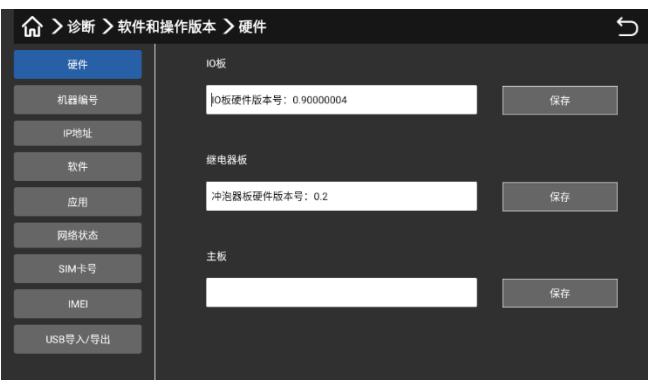 诊断 > 软件和操作版本 > 硬件
硬件
机器编号
IP地址
软件
应用
网络状态
SIM卡号
IMEI
USB导入/导出
IO板
IO板硬件版本号：0.90000004
保存
继电器板
冲泡器板硬件版本号：0.2
保存
主板
保存